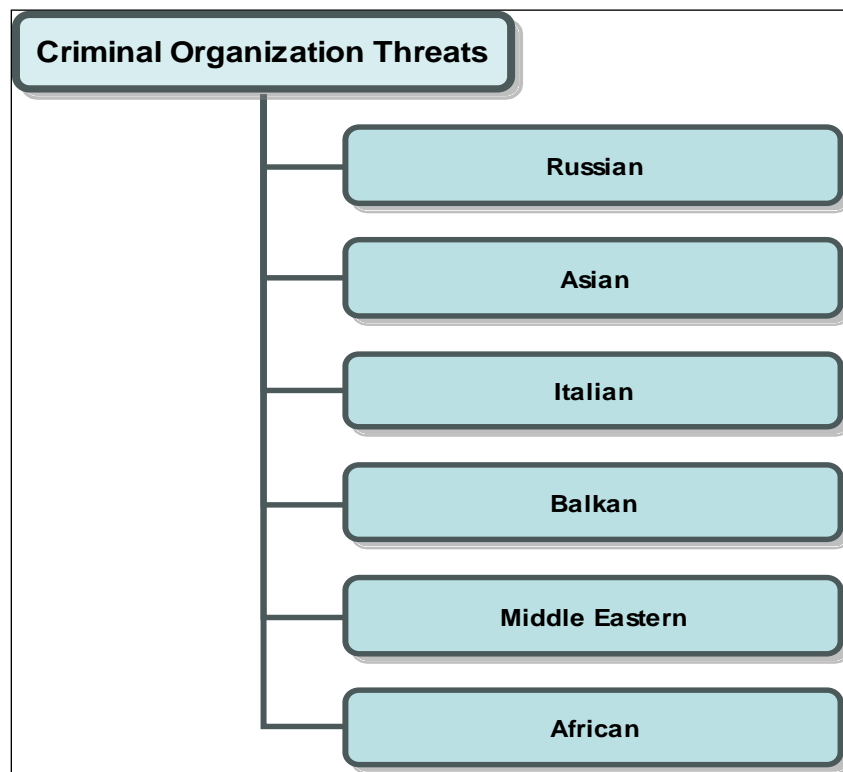 Criminal Organization Threats
Russian
Asian
Italian
Balkan
Middle Eastern
African